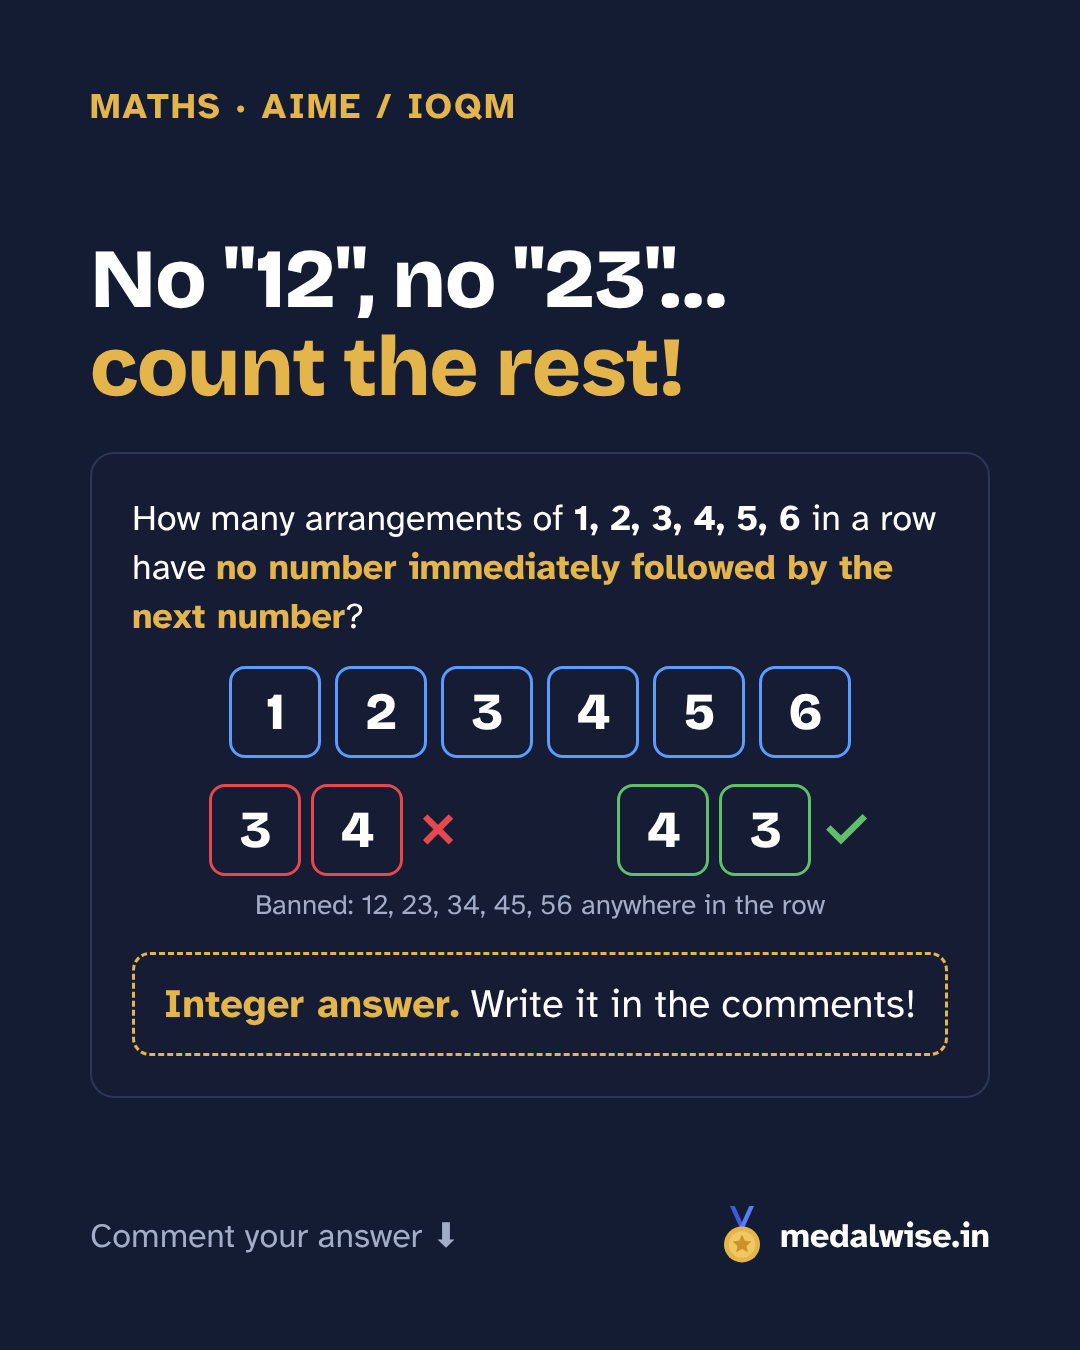 MATHS · AIME / IOQM
No "12", no "23"...
count the rest!
How many arrangements of 1, 2, 3, 4, 5, 6 in a row
have no number immediately followed by the
next number?
1 2 3 4 5 6
3 4 ✕ 4 3 ✓
Banned: 12, 23, 34, 45, 56 anywhere in the row
Integer answer. Write it in the comments!
Comment your answer ⬇
medalwise.in